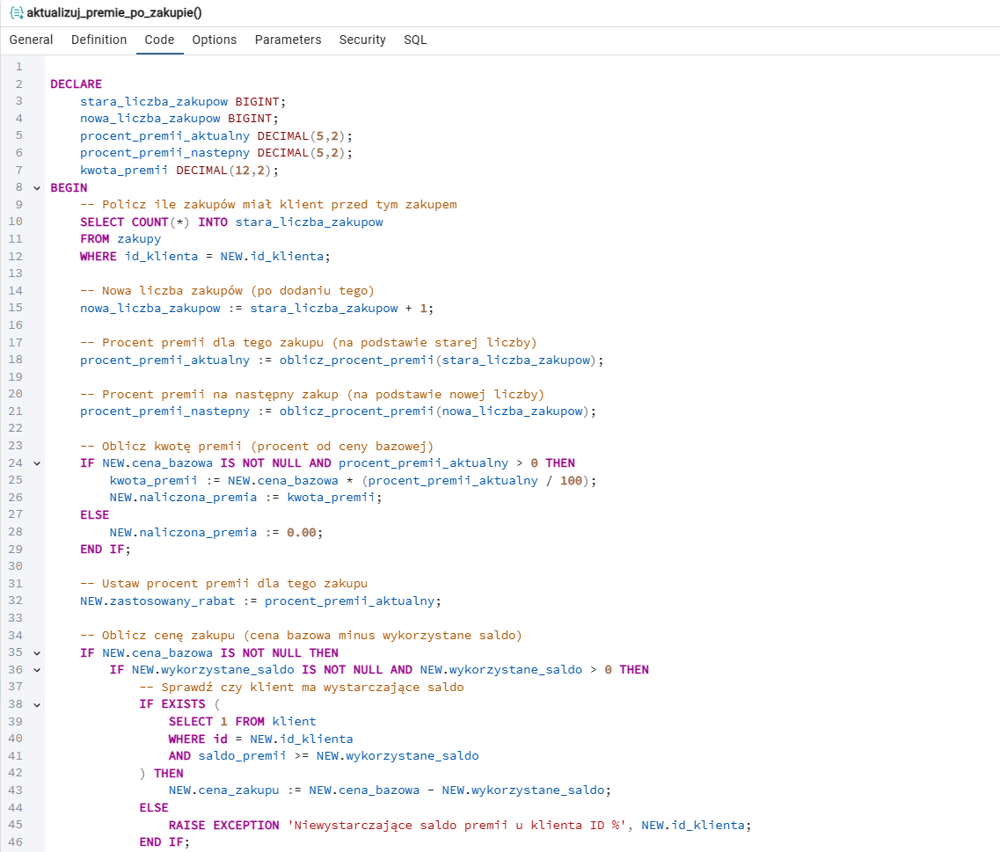 aktualizuj_premie_po_zakupie()
General Definition Code Options Parameters Security SQL
1
2 DECLARE
3 stara_liczba_zakupow BIGINT;
4 nowa_liczba_zakupow BIGINT;
5 procent_premii_aktualny DECIMAL(5,2);
6 procent_premii_nastepny DECIMAL(5,2);
7 kwota_premii DECIMAL(12,2);
8 BEGIN
9 -- Policz ile zakupów miał klient przed tym zakupem
10 SELECT COUNT(*) INTO stara_liczba_zakupow
11 FROM zakupy
12 WHERE id_klienta = NEW.id_klienta;
13
14 -- Nowa liczba zakupów (po dodaniu tego)
15 nowa_liczba_zakupow := stara_liczba_zakupow + 1;
16
17 -- Procent premii dla tego zakupu (na podstawie starej liczby)
18 procent_premii_aktualny := oblicz_procent_premii(stara_liczba_zakupow);
19
20 -- Procent premii na następny zakup (na podstawie nowej liczby)
21 procent_premii_nastepny := oblicz_procent_premii(nowa_liczba_zakupow);
22
23 -- Oblicz kwotę premii (procent od ceny bazowej)
24 IF NEW.cena_bazowa IS NOT NULL AND procent_premii_aktualny > 0 THEN
25 kwota_premii := NEW.cena_bazowa * (procent_premii_aktualny / 100);
26 NEW.naliczona_premia := kwota_premii;
27 ELSE
28 NEW.naliczona_premia := 0.00;
29 END IF;
30
31 -- Ustaw procent premii dla tego zakupu
32 NEW.zastosowany_rabat := procent_premii_aktualny;
33
34 -- Oblicz cenę zakupu (cena bazowa minus wykorzystane saldo)
35 IF NEW.cena_bazowa IS NOT NULL THEN
36 IF NEW.wykorzystane_saldo IS NOT NULL AND NEW.wykorzystane_saldo > 0 THEN
37 -- Sprawdź czy klient ma wystarczające saldo
38 IF EXISTS (
39 SELECT 1 FROM klient
40 WHERE id = NEW.id_klienta
41 AND saldo_premii >= NEW.wykorzystane_saldo
42 ) THEN
43 NEW.cena_zakupu := NEW.cena_bazowa - NEW.wykorzystane_saldo;
44 ELSE
45 RAISE EXCEPTION 'Niewystarczające saldo premii u klienta ID %', NEW.id_klienta;
46 END IF;